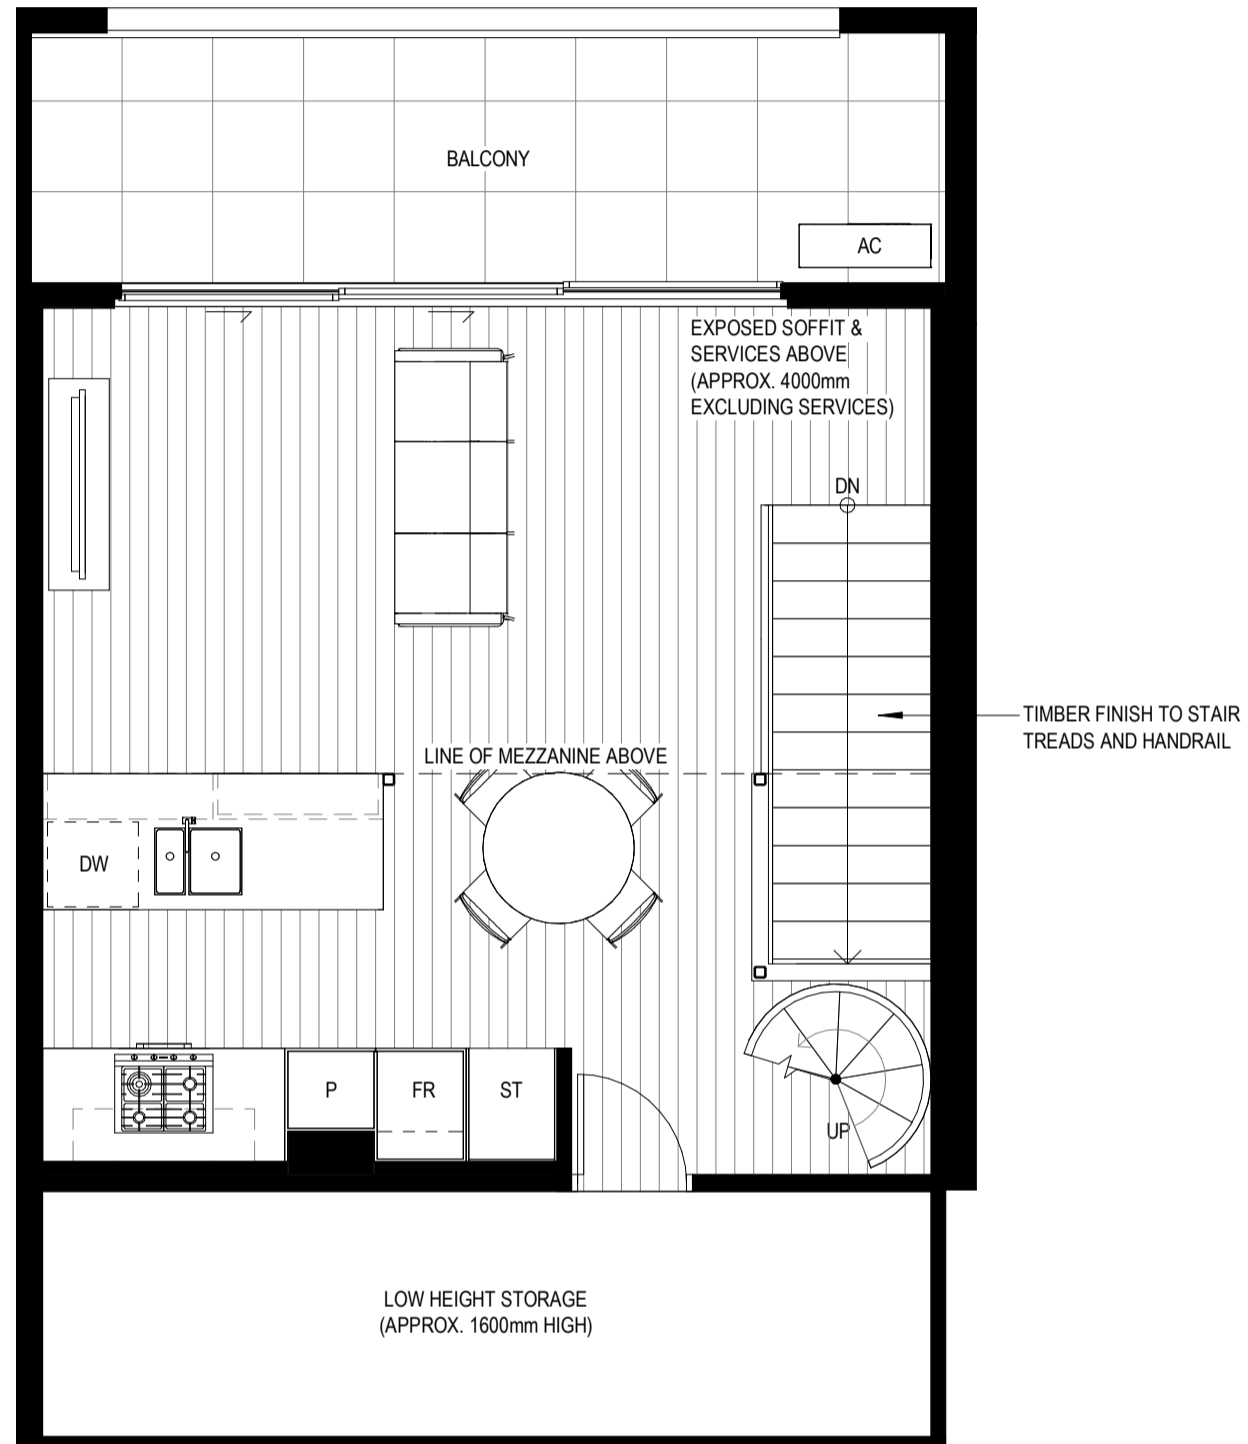 BALCONY
AC
EXPOSED SOFFIT &
SERVICES ABOVE
(APPROX. 4000mm
EXCLUDING SERVICES)
DN
TIMBER FINISH TO STAIR
TREADS AND HANDRAIL
LINE OF MEZZANINE ABOVE
DW
P
FR
ST
UP
LOW HEIGHT STORAGE
(APPROX. 1600mm HIGH)